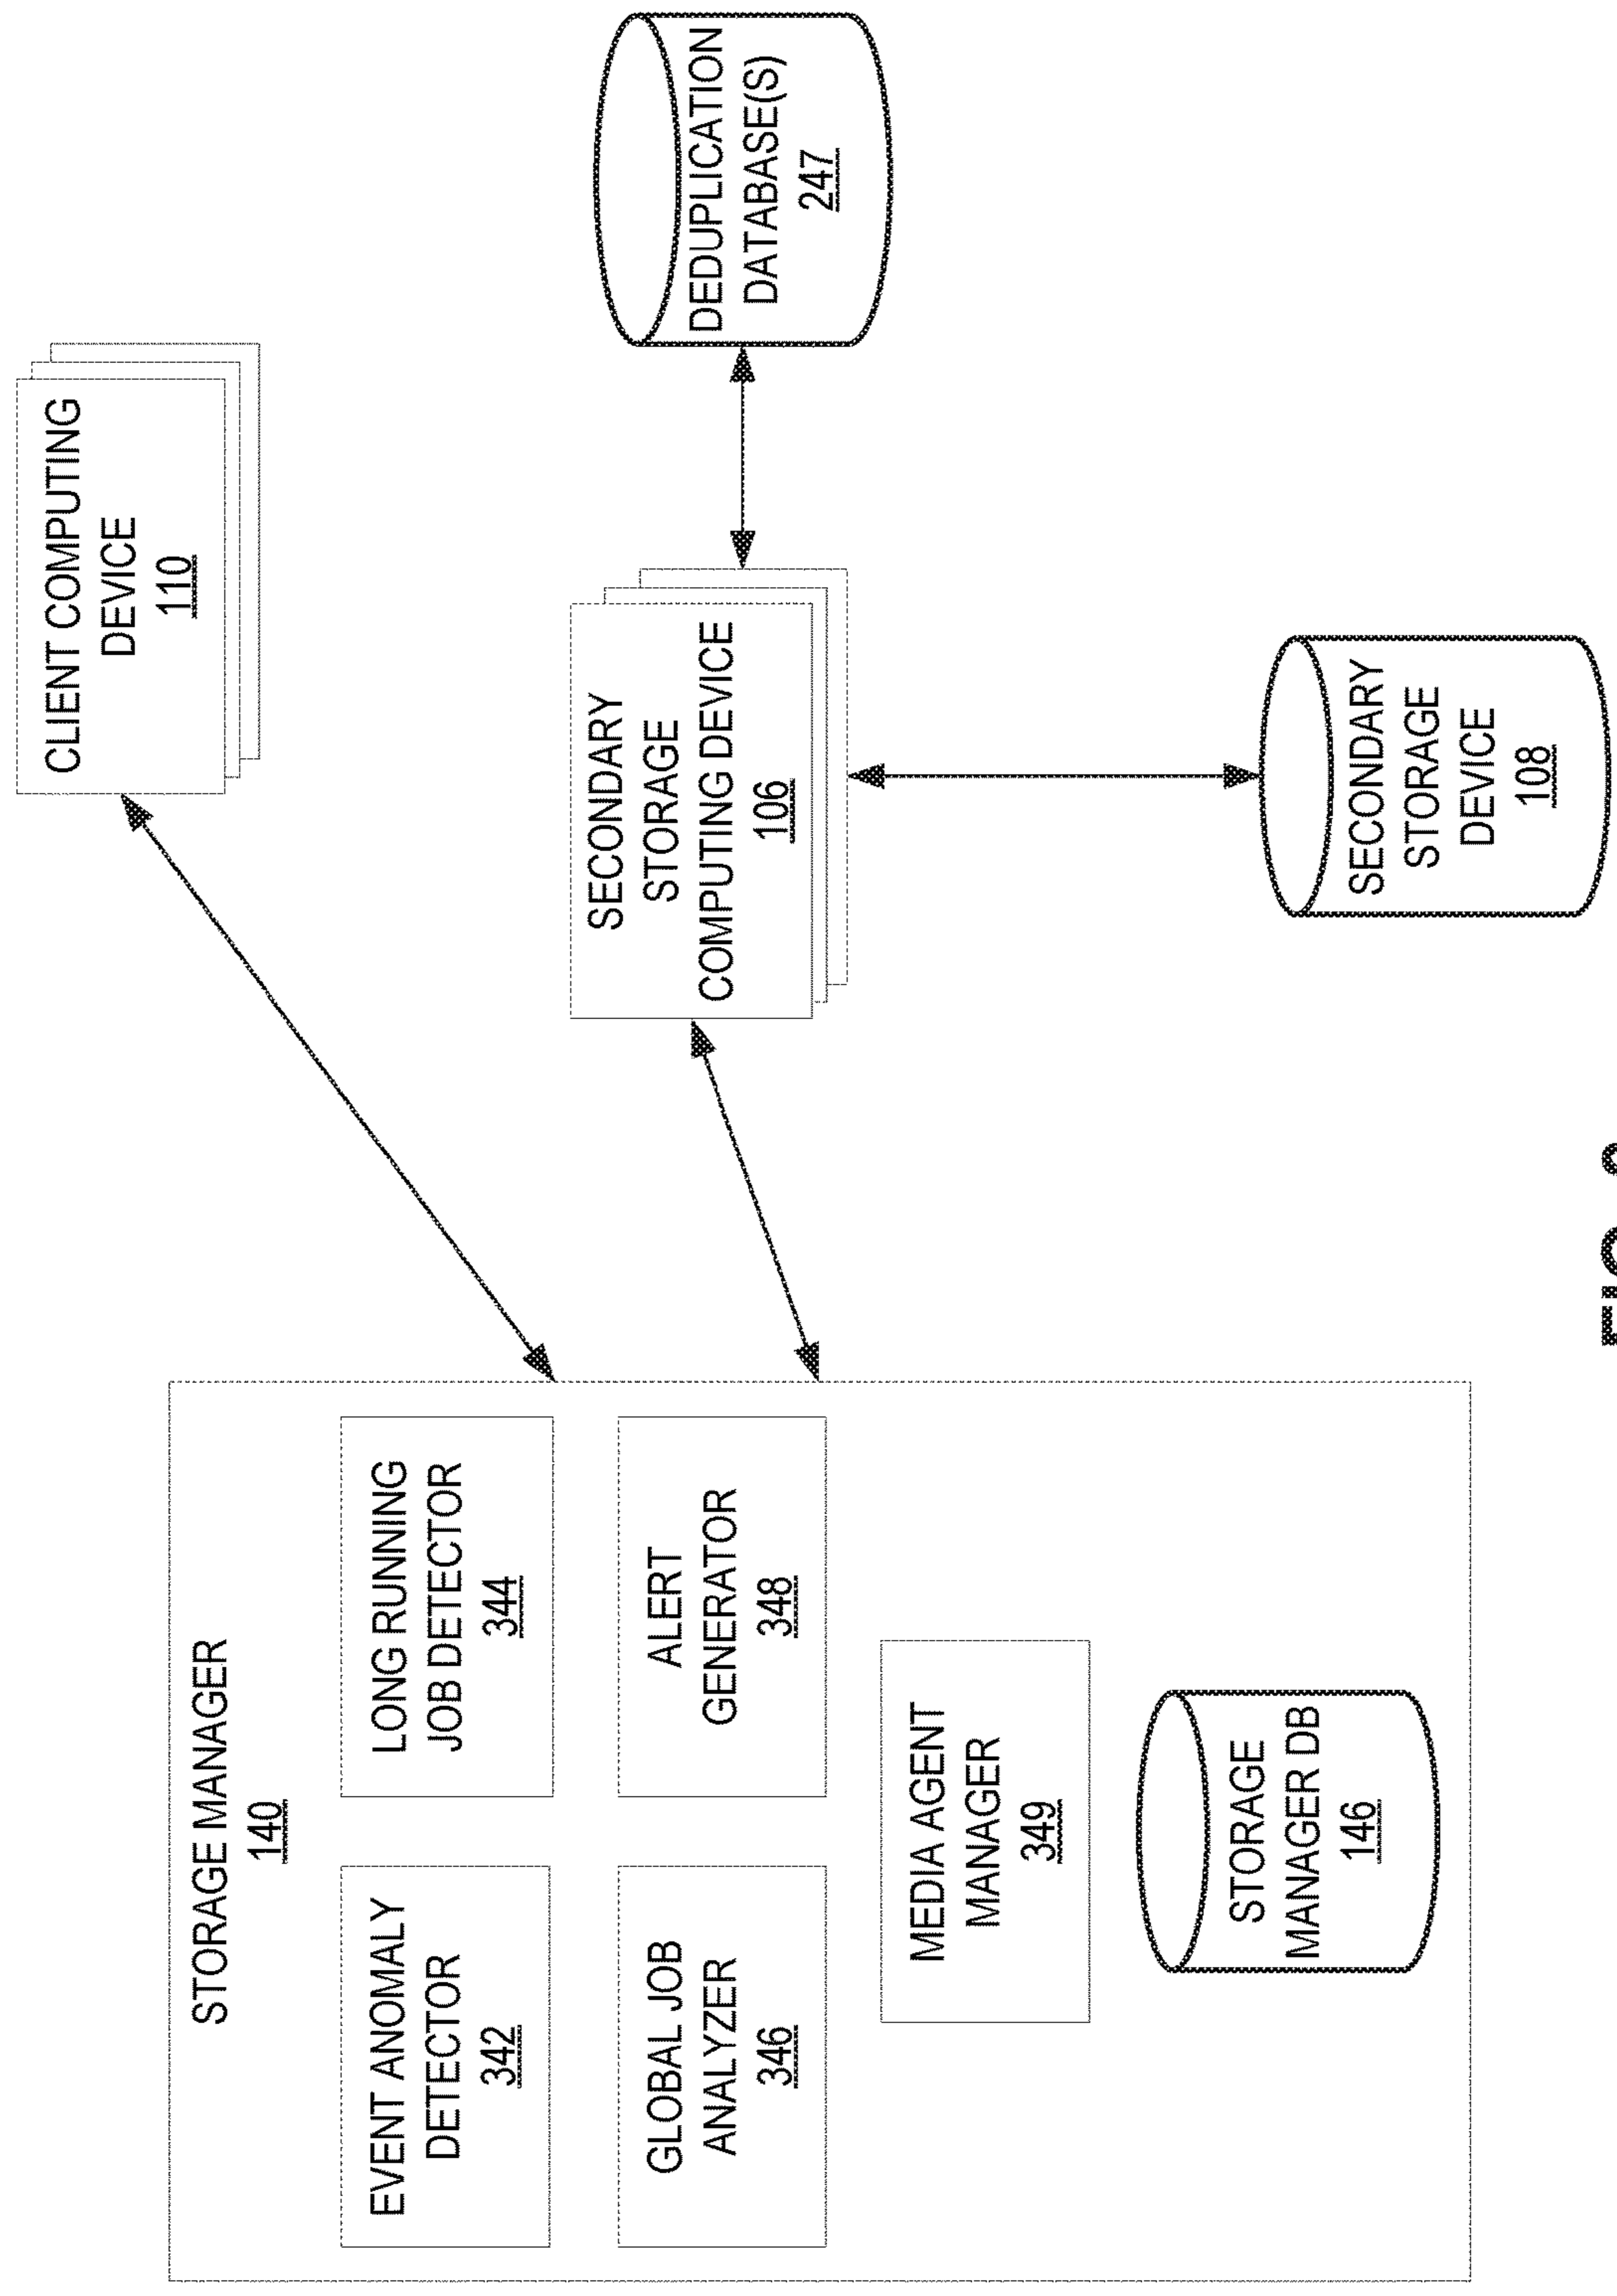 STORAGE MANAGER
140
EVENT ANOMALY
DETECTOR
342
LONG RUNNING
JOB DETECTOR
344
GLOBAL JOB
ANALYZER
346
ALERT
GENERATOR
348
MEDIA AGENT
MANAGER
349
STORAGE
MANAGER DB
146
CLIENT COMPUTING
DEVICE
110
SECONDARY
STORAGE
COMPUTING DEVICE
106
DEDUPLICATION
DATABASE(S)
247
SECONDARY
STORAGE
DEVICE
108